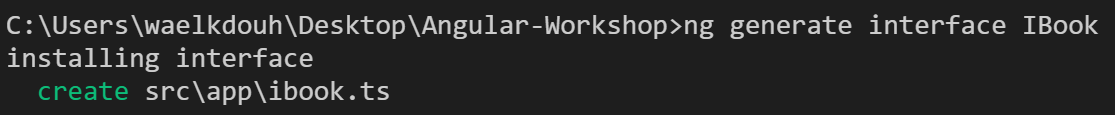 C:\Users\waelkdouh\Desktop\Angular-Workshop>ng generate interface IBook
installing interface
  create src\app\ibook.ts